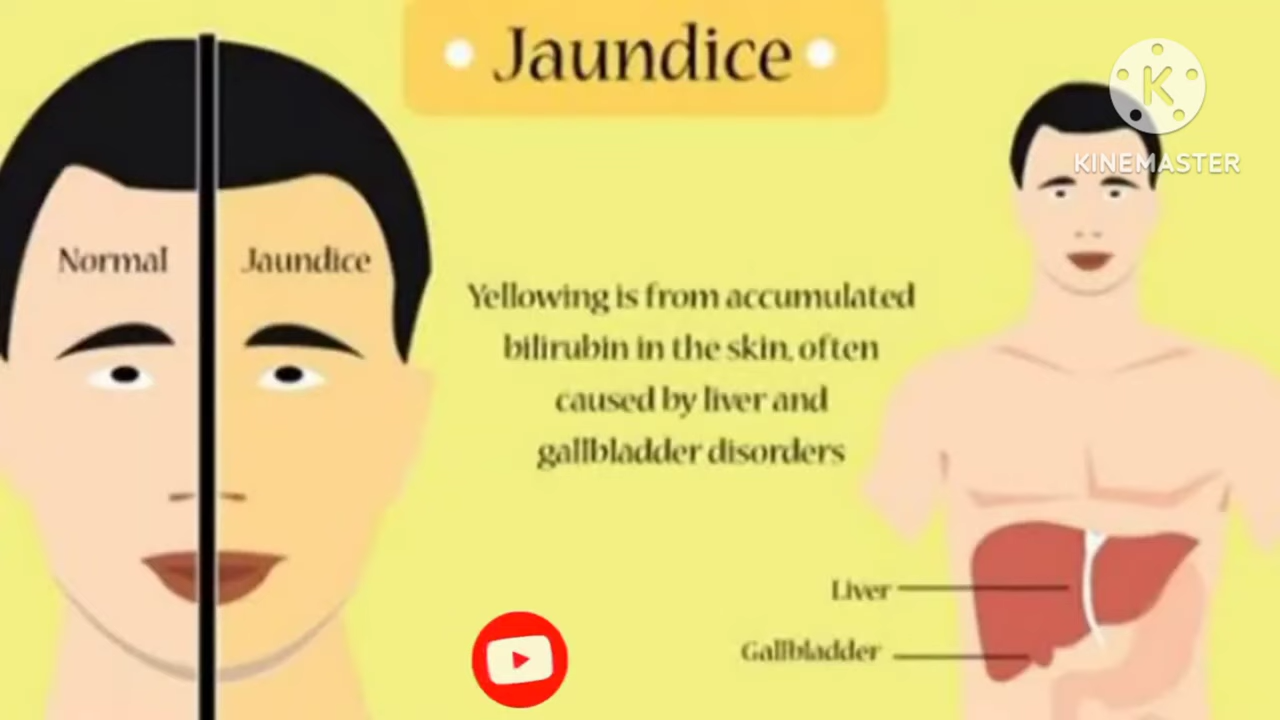 Jaundice
K
KINEMASTER
Normal
Jaundice
Yellowing is from accumulated
bilirubin in the skin, often
caused by liver and
gallbladder disorders
Liver
Gallbladder